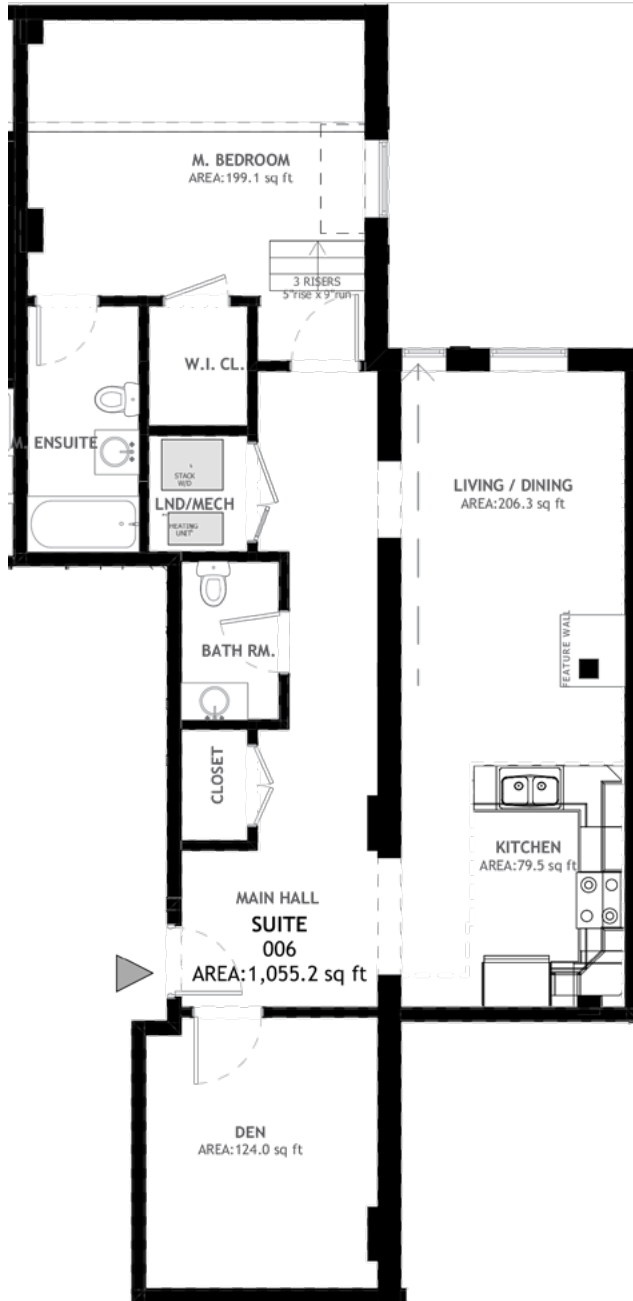 M. BEDROOM
AREA:199.1 sq ft
3 RISERS
5"rise x 9"run
W.I. CL.
M. ENSUITE
STACK
W/D
LND/MECH
HEATING
UNIT
LIVING / DINING
AREA:206.3 sq ft
FEATURE WALL
BATH RM.
CLOSET
KITCHEN
AREA:79.5 sq ft
MAIN HALL
SUITE
006
AREA:1,055.2 sq ft
DEN
AREA:124.0 sq ft